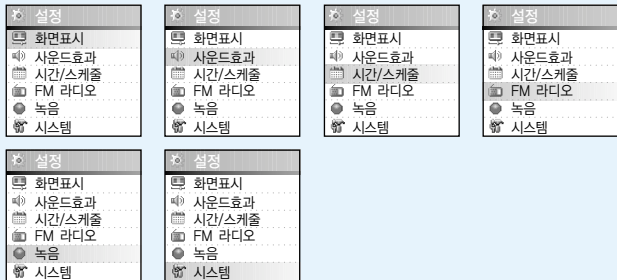 설정
화면표시
사운드효과
시간/스케줄
FM 라디오
녹음
시스템
설정
화면표시
사운드효과
시간/스케줄
FM 라디오
녹음
시스템
설정
화면표시
사운드효과
시간/스케줄
FM 라디오
녹음
시스템
설정
화면표시
사운드효과
시간/스케줄
FM 라디오
녹음
시스템
설정
화면표시
사운드효과
시간/스케줄
FM 라디오
녹음
시스템
설정
화면표시
사운드효과
시간/스케줄
FM 라디오
녹음
시스템